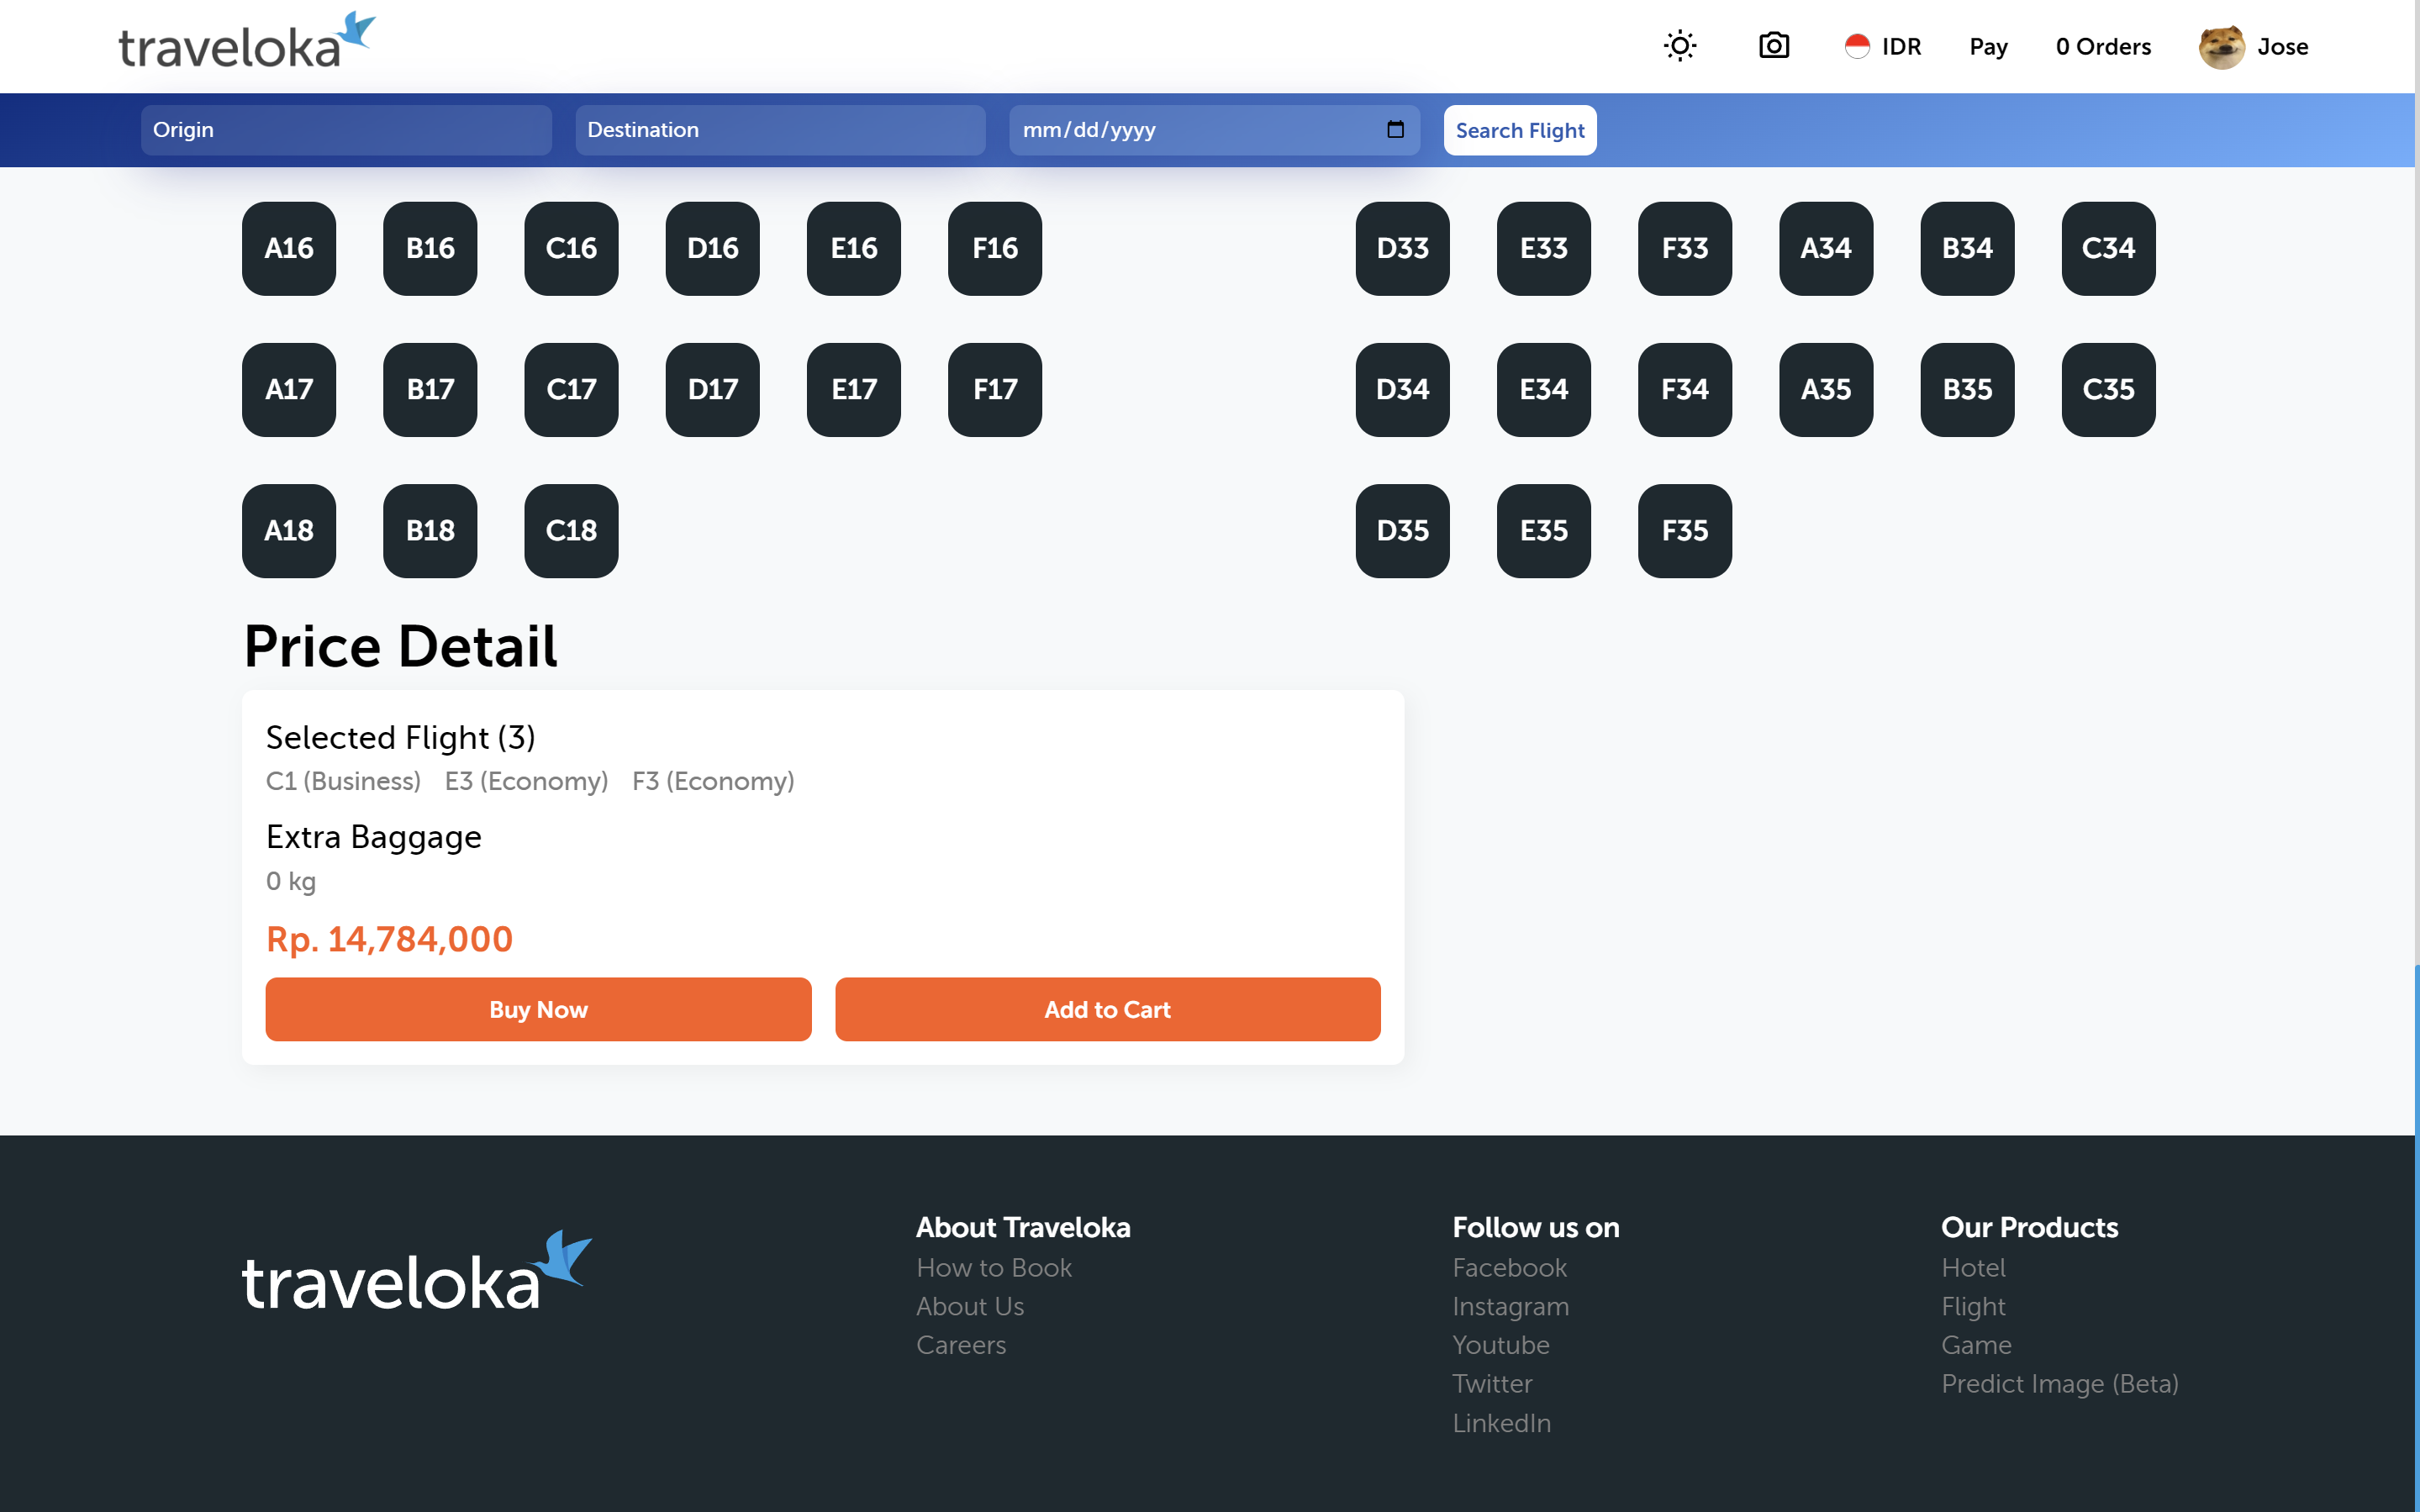 traveloka IDR Pay 0 Orders Jose
Origin Destination mm/dd/yyyy Search Flight
A16 B16 C16 D16 E16 F16 D33 E33 F33 A34 B34 C34
A17 B17 C17 D17 E17 F17 D34 E34 F34 A35 B35 C35
A18 B18 C18 D35 E35 F35
Price Detail
Selected Flight (3)
C1 (Business) E3 (Economy) F3 (Economy)
Extra Baggage
0 kg
Rp. 14,784,000
Buy Now Add to Cart
traveloka
About Traveloka
How to Book
About Us
Careers
Follow us on
Facebook
Instagram
Youtube
Twitter
LinkedIn
Our Products
Hotel
Flight
Game
Predict Image (Beta)